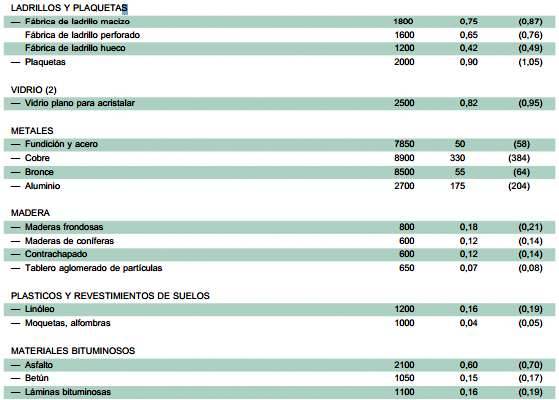 LADRILLOS Y PLAQUETAS
— Fábrica de ladrillo macizo 1800 0,75 (0,87)
Fábrica de ladrillo perforado 1600 0,65 (0,76)
Fábrica de ladrillo hueco 1200 0,42 (0,49)
— Plaquetas 2000 0,90 (1,05)
VIDRIO (2)
— Vidrio plano para acristalar 2500 0,82 (0,95)
METALES
— Fundición y acero 7850 50 (58)
— Cobre 8900 330 (384)
— Bronce 8500 55 (64)
— Aluminio 2700 175 (204)
MADERA
— Maderas frondosas 800 0,18 (0,21)
— Maderas de coníferas 600 0,12 (0,14)
— Contrachapado 600 0,12 (0,14)
— Tablero aglomerado de partículas 650 0,07 (0,08)
PLASTICOS Y REVESTIMIENTOS DE SUELOS
— Linóleo 1200 0,16 (0,19)
— Moquetas, alfombras 1000 0,04 (0,05)
MATERIALES BITUMINOSOS
— Asfalto 2100 0,60 (0,70)
— Betún 1050 0,15 (0,17)
— Láminas bituminosas 1100 0,16 (0,19)